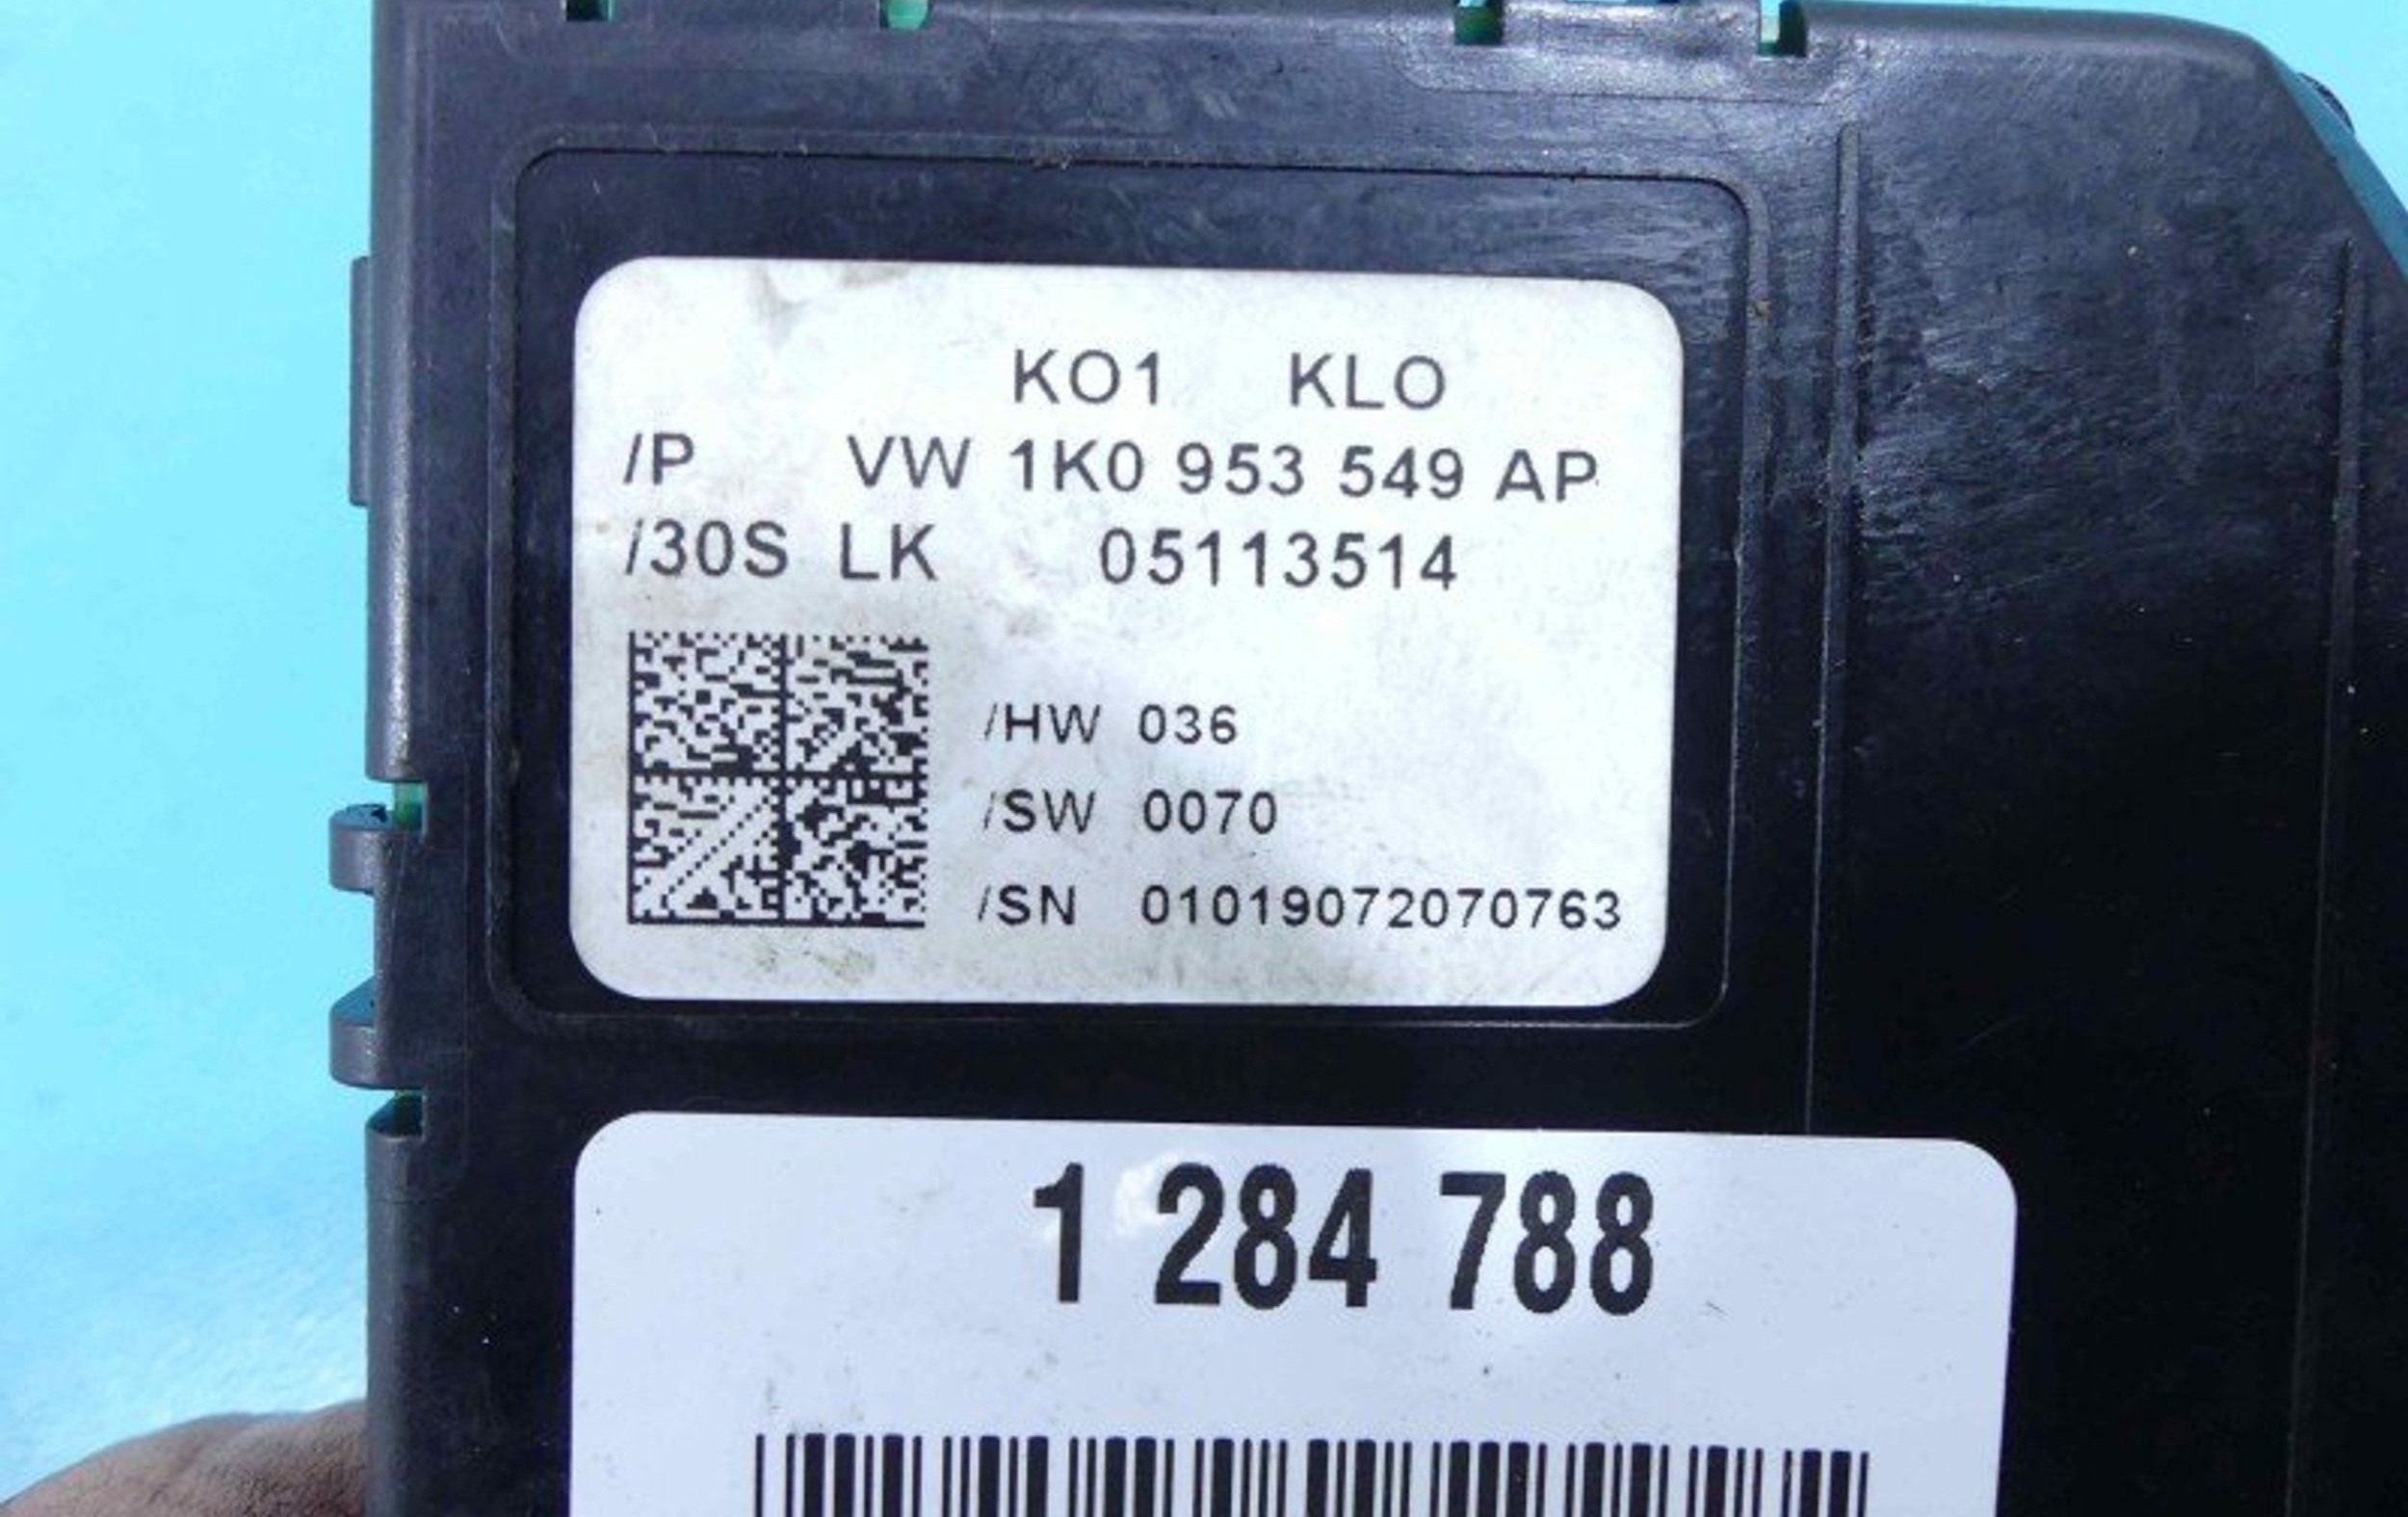 KO1 KLO
/P VW 1K0 953 549 AP
/30S LK 05113514
/HW 036
/SW 0070
/SN 01019072070763
1 284 788